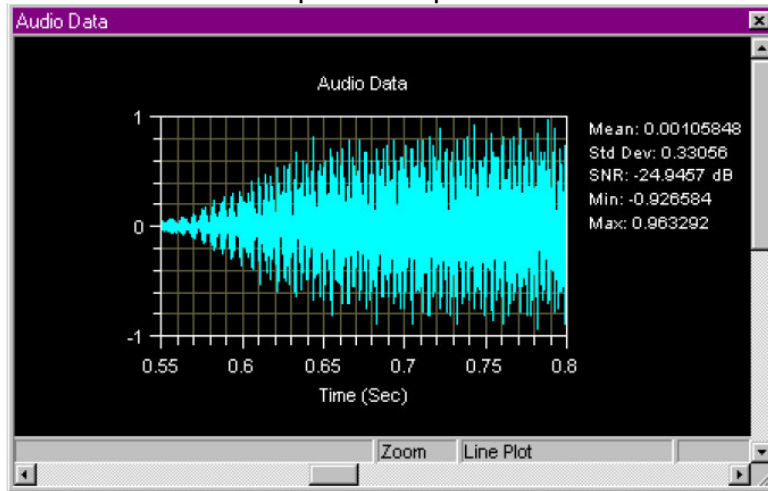 Audio Data
Audio Data
1
0
-1
0.55 0.6 0.65 0.7 0.75 0.8
Time (Sec)
Mean: 0.00105848
Std Dev: 0.33056
SNR: -24.9457 dB
Min: -0.926584
Max: 0.963292
Zoom Line Plot